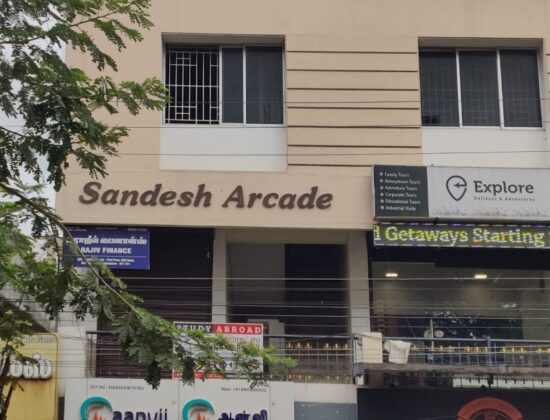 Sandesh Arcade
Family Tours
Honeymoon Tours
Adventure Tours
Corporate Tours
Educational Tours
Industrial Visits
Explore
Holidays & Adventures
l Getaways Starting
ராஜீவ் பைனான்ஸ்
RAJIV FINANCE
STUDY ABROAD
Aanvii
ஆன்வி